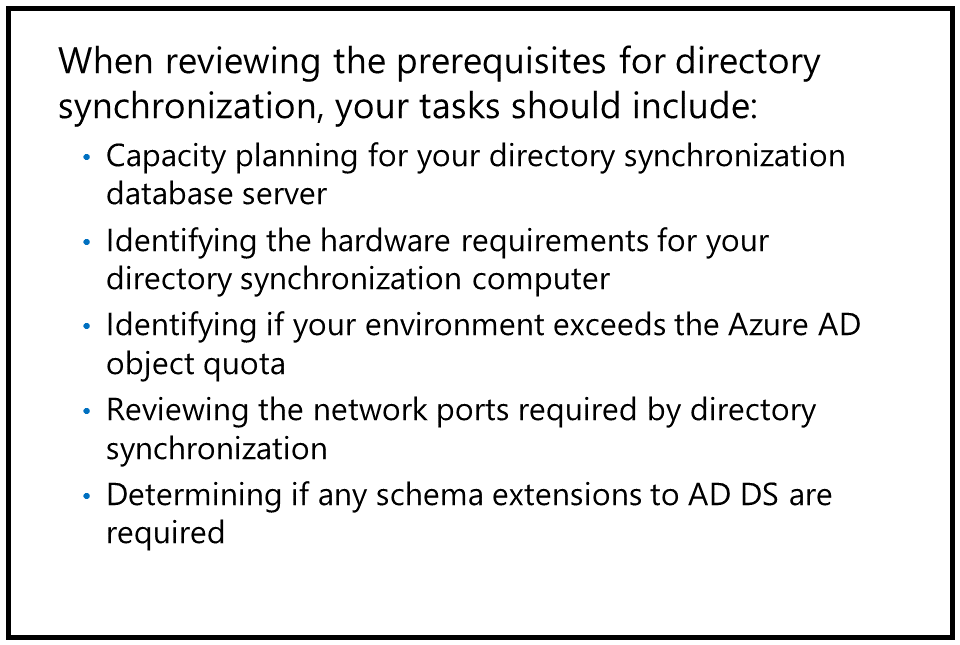 When reviewing the prerequisites for directory
synchronization, your tasks should include:
• Capacity planning for your directory synchronization
database server
• Identifying the hardware requirements for your
directory synchronization computer
• Identifying if your environment exceeds the Azure AD
object quota
• Reviewing the network ports required by directory
synchronization
• Determining if any schema extensions to AD DS are
required